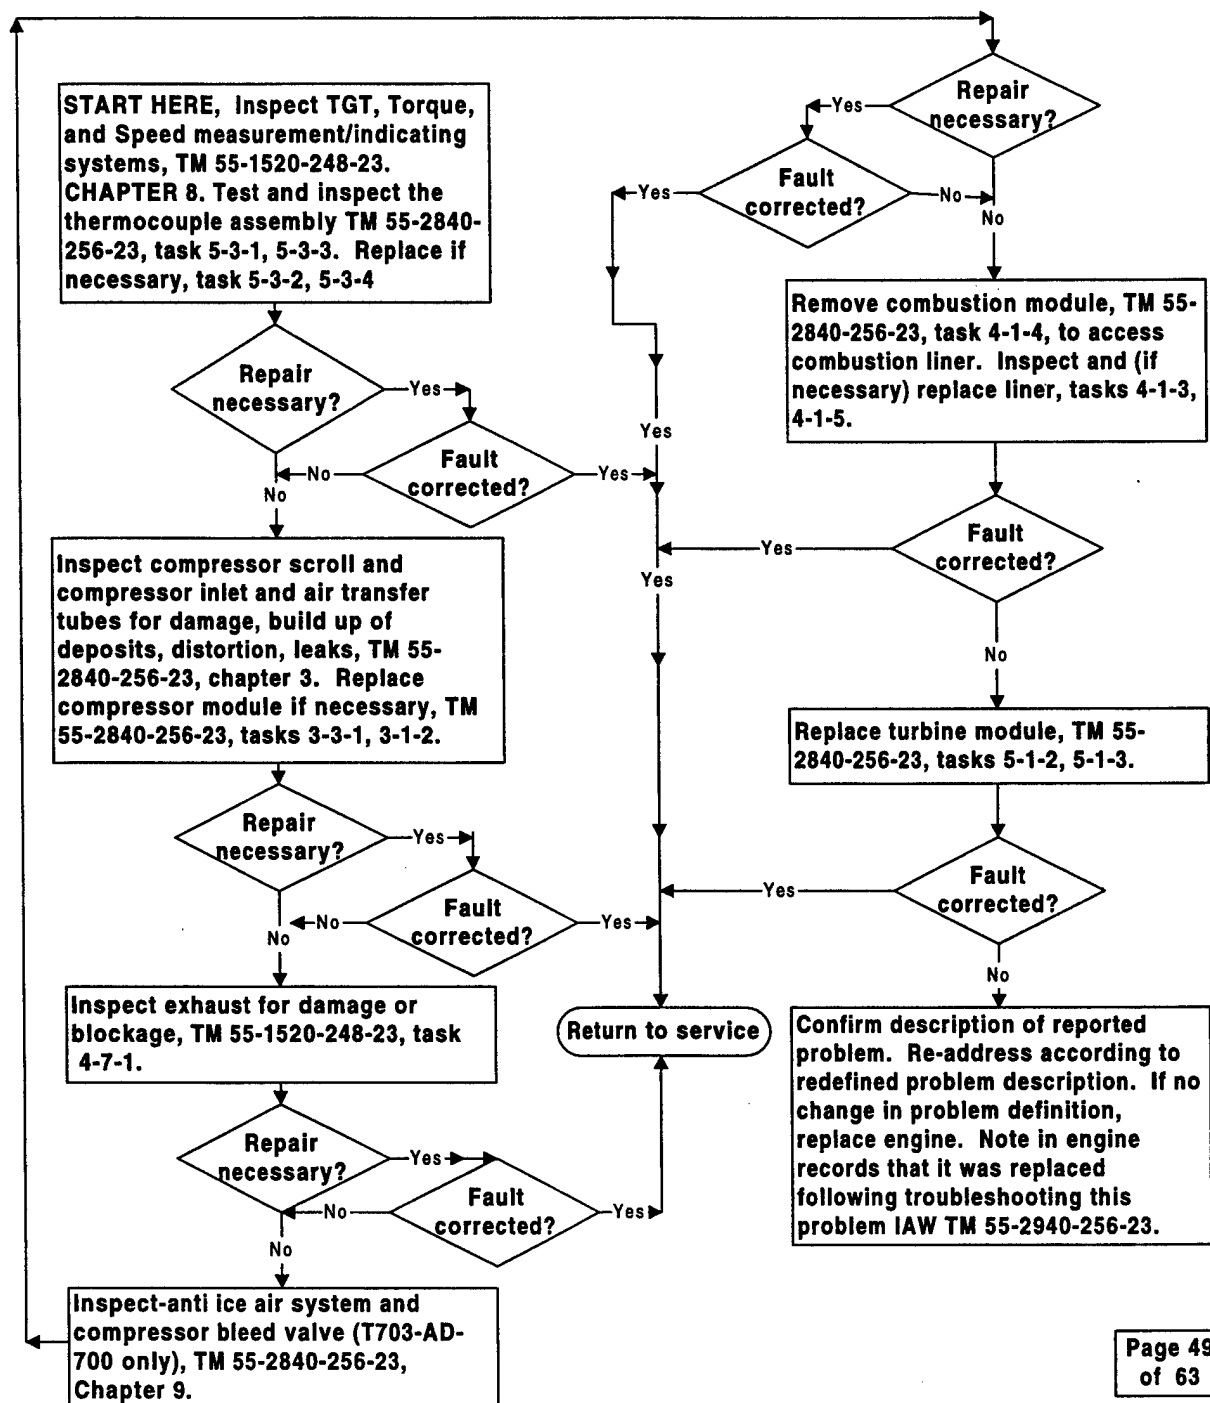 START HERE, Inspect TGT, Torque,
and Speed measurement/indicating
systems, TM 55-1520-248-23.
CHAPTER 8. Test and inspect the
thermocouple assembly TM 55-2840-
256-23, task 5-3-1, 5-3-3. Replace if
necessary, task 5-3-2, 5-3-4
Repair
necessary?
Yes
No
Fault
corrected?
No
Yes
Inspect compressor scroll and
compressor inlet and air transfer
tubes for damage, build up of
deposits, distortion, leaks, TM 55-
2840-256-23, chapter 3. Replace
compressor module if necessary, TM
55-2840-256-23, tasks 3-3-1, 3-1-2.
Repair
necessary?
Yes
No
Fault
corrected?
No
Yes
Inspect exhaust for damage or
blockage, TM 55-1520-248-23, task
4-7-1.
Repair
necessary?
Yes
No
Fault
corrected?
No
Yes
Inspect-anti ice air system and
compressor bleed valve (T703-AD-
700 only), TM 55-2840-256-23,
Chapter 9.
Repair
necessary?
Yes
No
Fault
corrected?
No
Yes
Yes
Yes
Remove combustion module, TM 55-
2840-256-23, task 4-1-4, to access
combustion liner. Inspect and (if
necessary) replace liner, tasks 4-1-3,
4-1-5.
Fault
corrected?
Yes
No
Replace turbine module, TM 55-
2840-256-23, tasks 5-1-2, 5-1-3.
Fault
corrected?
Yes
No
Return to service
Confirm description of reported
problem. Re-address according to
redefined problem description. If no
change in problem definition,
replace engine. Note in engine
records that it was replaced
following troubleshooting this
problem IAW TM 55-2940-256-23.
Page 49
of 63